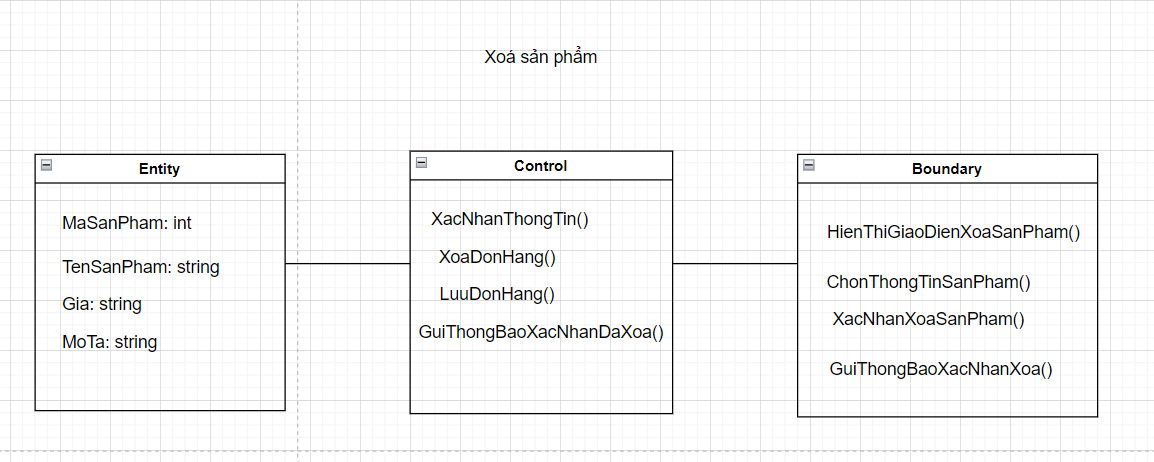 Xoá sản phẩm
Entity
MaSanPham: int
TenSanPham: string
Gia: string
MoTa: string
Control
XacNhanThongTin()
XoaDonHang()
LuuDonHang()
GuiThongBaoXacNhanDaXoa()
Boundary
HienThiGiaoDienXoaSanPham()
ChonThongTinSanPham()
XacNhanXoaSanPham()
GuiThongBaoXacNhanXoa()